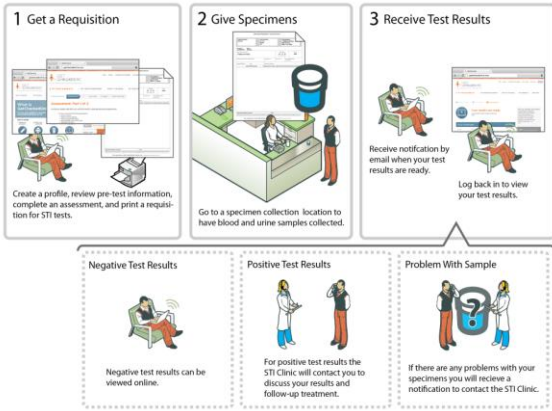 1 Get a Requisition
Create a profile, review pre-test information,
complete an assessment, and print a requisi-
tion for STI tests.
2 Give Specimens
Go to a specimen collection location to
have blood and urine samples collected.
3 Receive Test Results
Receive notifcation by
email when your test
results are ready.
Log back in to view
your test results.
Negative Test Results
Negative test results can be
viewed online.
Positive Test Results
For positive test results the
STI Clinic will contact you to
discuss your results and
follow-up treatment.
Problem With Sample
?
If there are any problems with your
specimens you will recieve a
notification to contact the STI Clinic.